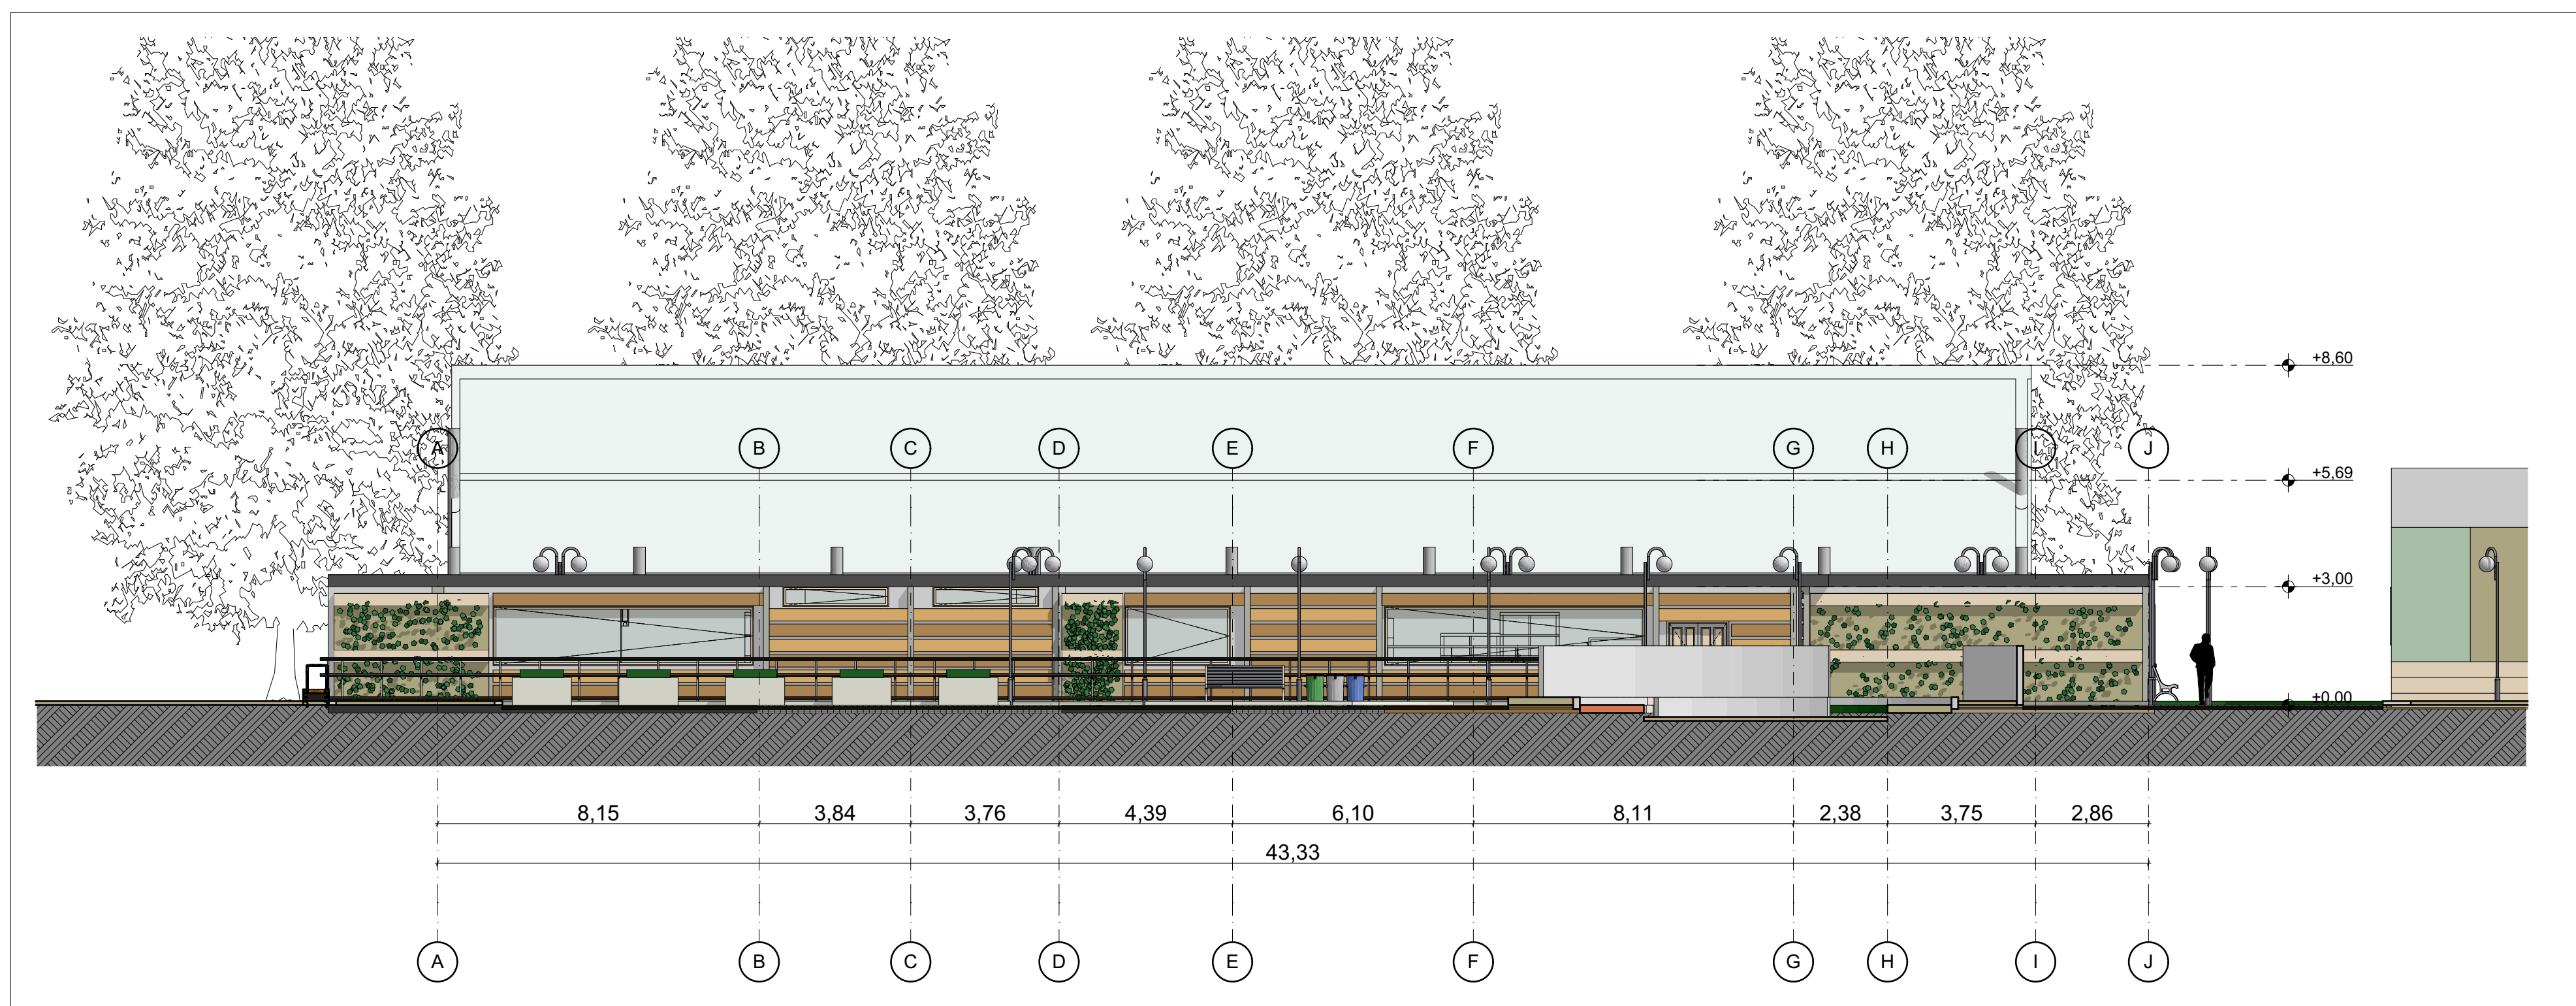 +8,60
A B C D E F G H I J
+5,69
+3,00
±0,00
8,15 3,84 3,76 4,39 6,10 8,11 2,38 3,75 2,86
43,33
A B C D E F G H I J